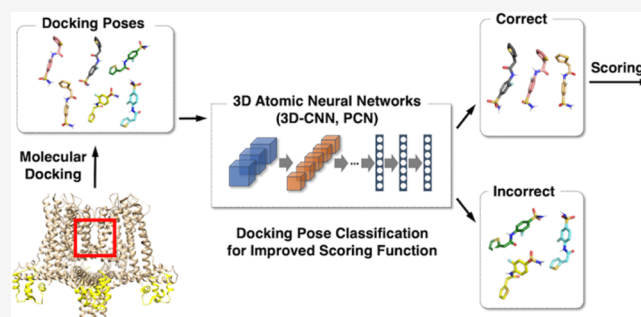 Docking Poses
Molecular
Docking
3D Atomic Neural Networks
(3D-CNN, PCN)
...
Docking Pose Classification
for Improved Scoring Function
Correct
Scoring
Incorrect